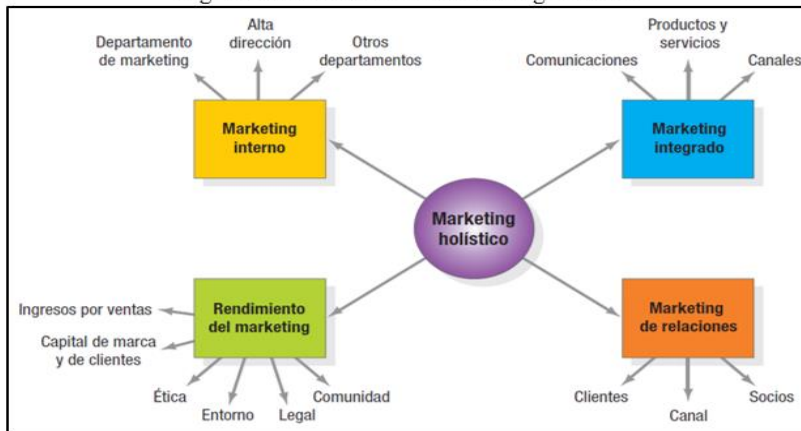 Departamento
de marketing
Alta
dirección
Otros
departamentos
Marketing
interno
Productos y
servicios
Comunicaciones
Canales
Marketing
integrado
Marketing
holístico
Ingresos por ventas
Capital de marca
y de clientes
Rendimiento
del marketing
Ética
Entorno
Legal
Comunidad
Marketing
de relaciones
Clientes
Canal
Socios